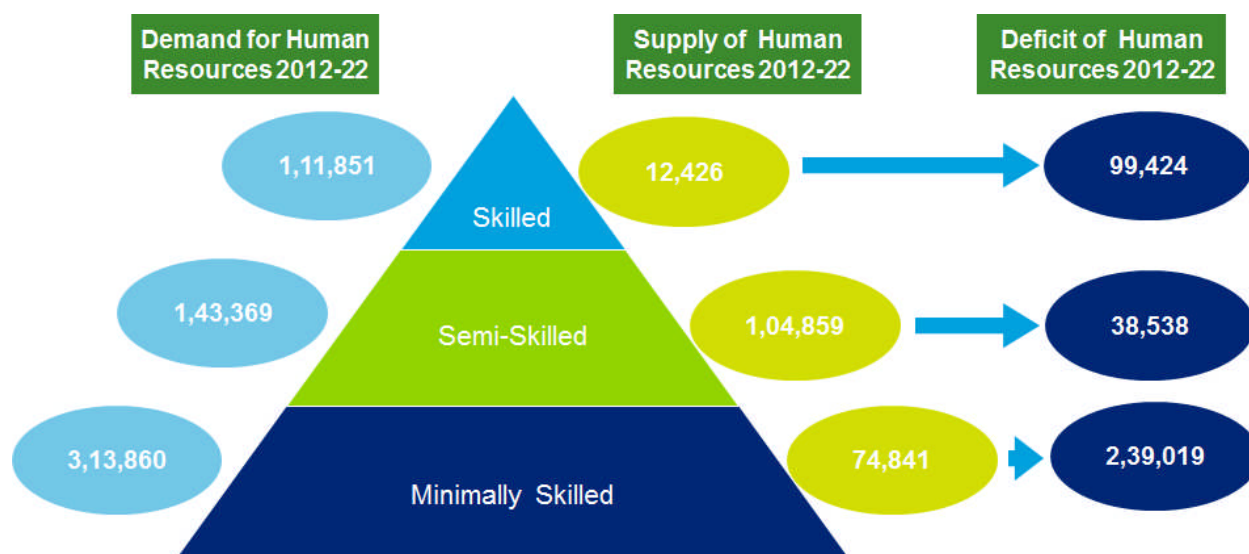 Demand for Human
Resources 2012-22
Supply of Human
Resources 2012-22
Deficit of Human
Resources 2012-22
1,11,851
Skilled
12,426
99,424
1,43,369
Semi-Skilled
1,04,859
38,538
3,13,860
Minimally Skilled
74,841
2,39,019